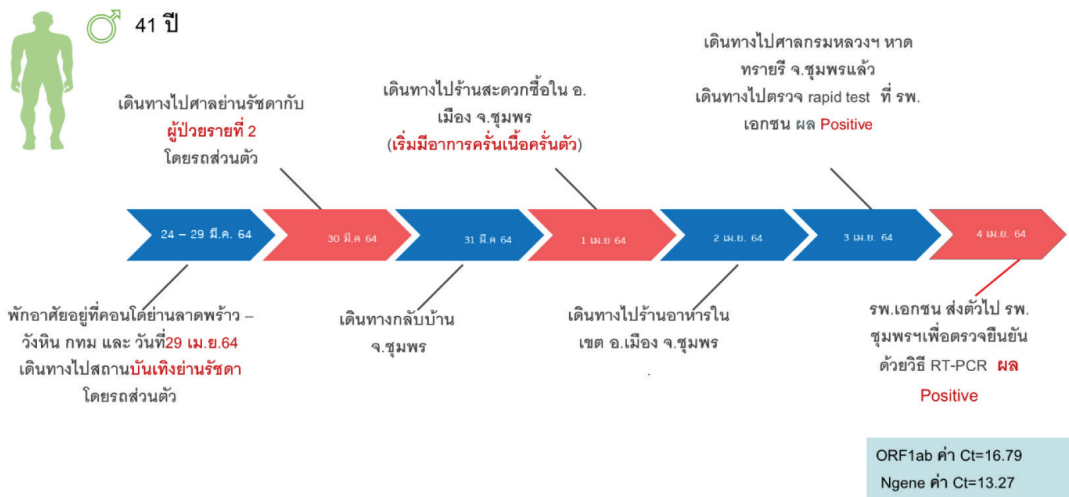 41 ปี
เดินทางไปศาลย่านรัชดากับ
ผู้ป่วยรายที่ 2
โดยรถส่วนตัว
เดินทางไปร้านสะดวกซื้อใน อ.
เมือง จ.ชุมพร
(เริ่มมีอาการครั่นเนื้อครั่นตัว)
เดินทางไปศาลกรมหลวงฯ หาด
ทรายรี จ.ชุมพรแล้ว
เดินทางไปตรวจ rapid test ที่ รพ.
เอกชน ผล Positive
24 – 29 มี.ค. 64
30 มี.ค 64
31 มี.ค 64
1 เม.ย 64
2 เม.ย. 64
3 เม.ย. 64
4 เม.ย. 64
พักอาศัยอยู่ที่คอนโดย่านลาดพร้าว –
วังหิน กทม และ วันที่29 เม.ย.64
เดินทางไปสถานบันเทิงย่านรัชดา
โดยรถส่วนตัว
เดินทางกลับบ้าน
จ.ชุมพร
เดินทางไปร้านอาหารใน
เขต อ.เมือง จ.ชุมพร
รพ.เอกชน ส่งตัวไป รพ.
ชุมพรฯเพื่อตรวจยืนยัน
ด้วยวิธี RT-PCR ผล
Positive
ORF1ab ค่า Ct=16.79
Ngene ค่า Ct=13.27